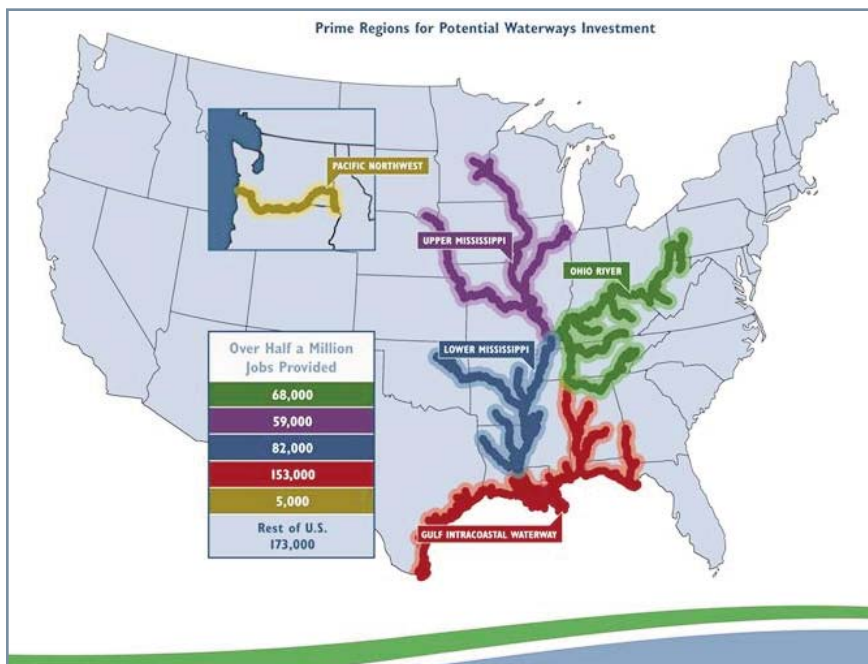 Prime Regions for Potential Waterways Investment
PACIFIC NORTHWEST
UPPER MISSISSIPPI
OHIO RIVER
LOWER MISSISSIPPI
GULF INTRACOASTAL WATERWAY
Over Half a Million
Jobs Provided
68,000
59,000
82,000
153,000
5,000
Rest of U.S.
173,000